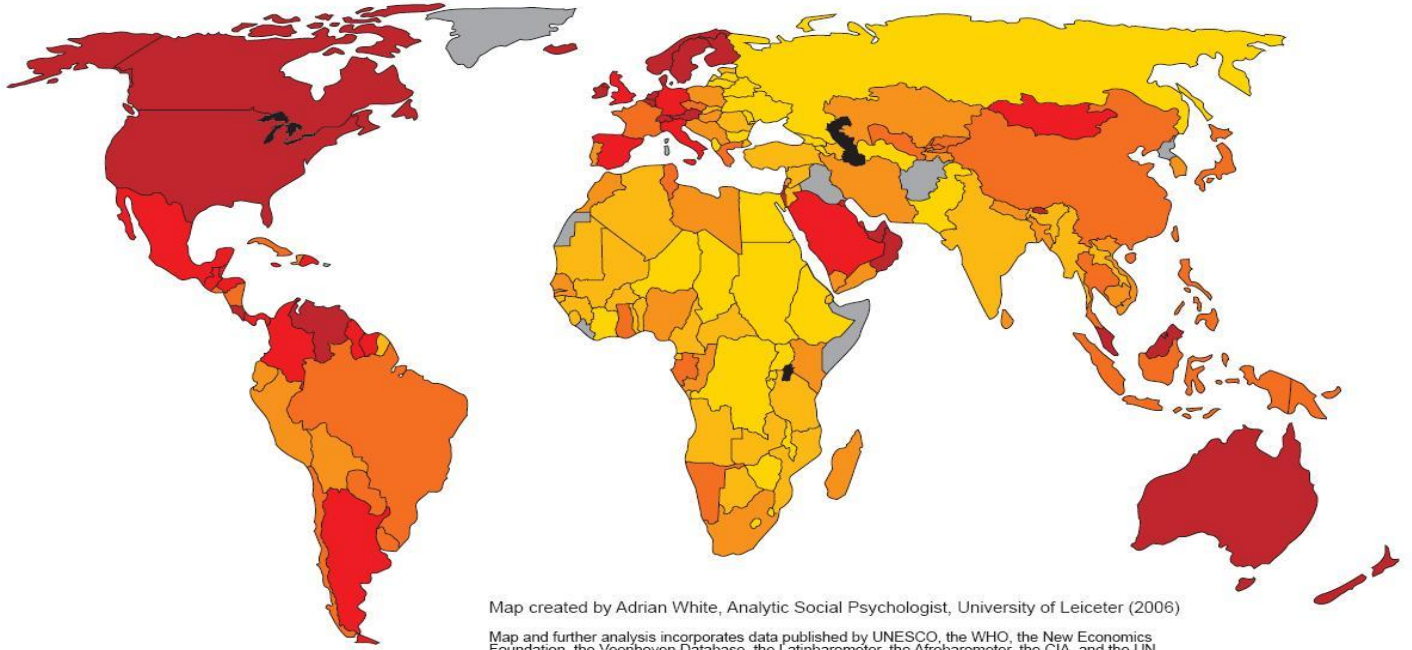 Map created by Adrian White, Analytic Social Psychologist, University of Leiceter (2006)
Map and further analysis incorporates data published by UNESCO, the WHO, the New Economics
Foundation, the Veenhoven Database, the Latinbarometer, the Afrobarometer, the CIA, and the UN